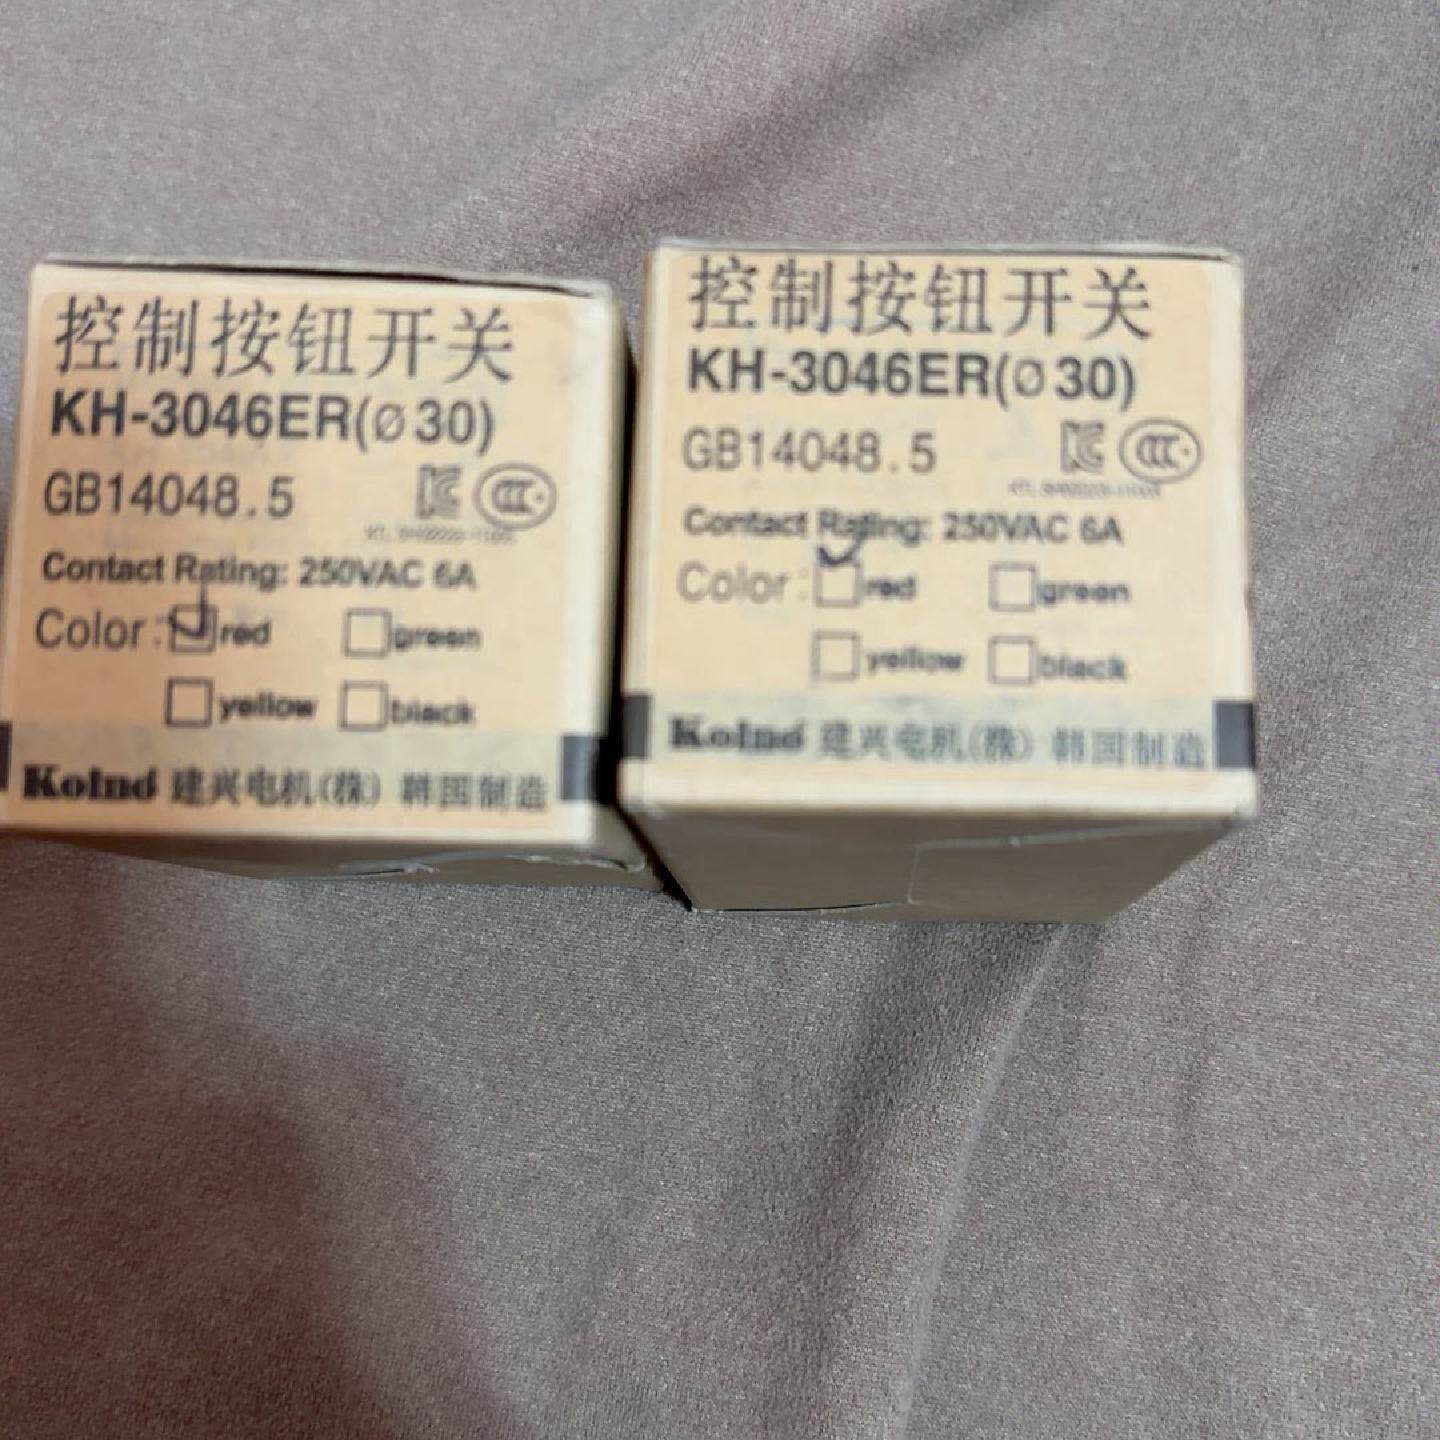 控制按钮开关
KH-3046ER(Ø30)
GB14048.5
Contact Rating: 250VAC 6A
Color: red green
yellow black
Koino 建兴电机(株) 韩国制造
控制按钮开关
KH-3046ER(Ø30)
GB14048.5
Contact Rating: 250VAC 6A
Color: red green
yellow black
Koino 建兴电机(株) 韩国制造